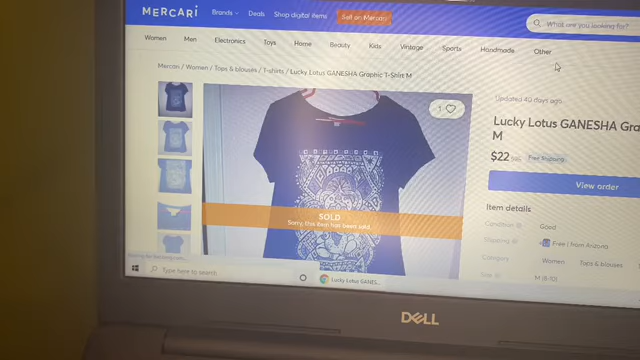 MERCARI
Brands
Deals
Shop digital items
Sell on Mercari
What are you looking for?
Women
Men
Electronics
Toys
Home
Beauty
Kids
Vintage
Sports
Handmade
Other
Mercari / Women / Tops & blouses / T-shirts / Lucky Lotus GANESHA Graphic T-Shirt M
1
Updated 40 days ago
Lucky Lotus GANESHA Gra
M
$22
Free Shipping
View order
SOLD
Sorry, this item has been sold.
Item details
Condition
Good
Shipping
Free | from Arizona
Category
Women
Tops & blouses
M (8-10)
Type here to search
Lucky Lotus GANES...
DELL